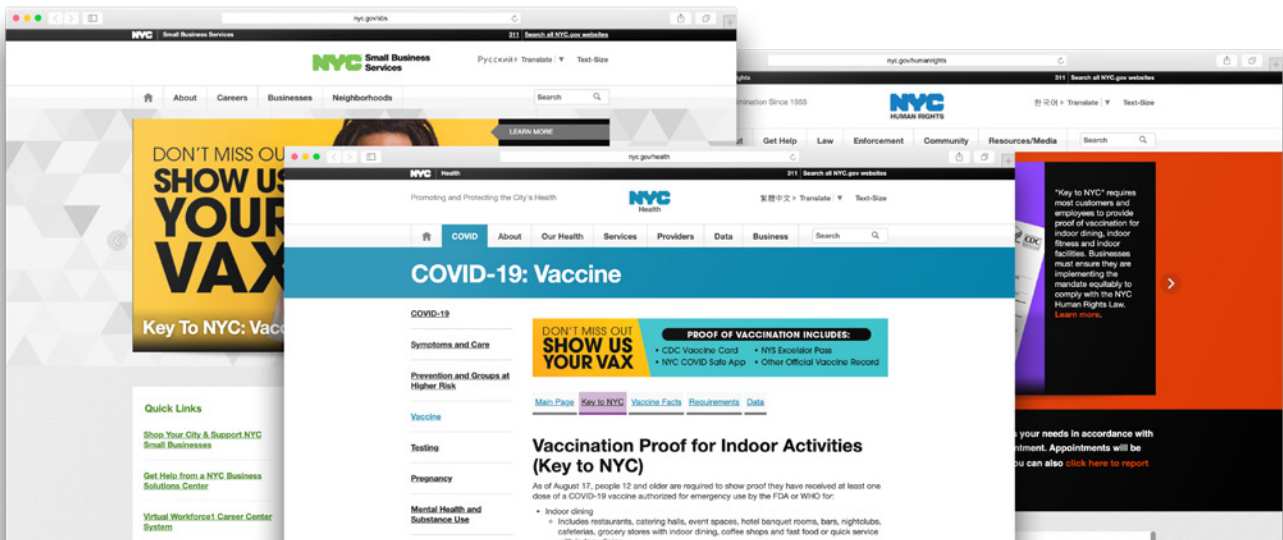 nyc.gov/sbs
NYC Small Business Services
311 Search all NYC.gov websites
NYC Small Business Services
Русский Translate ▼ Text-Size
About Careers Businesses Neighborhoods Search
LEARN MORE
DON'T MISS OU
SHOW US
YOUR
VAX
Key To NYC: Vacc
Quick Links
Shop Your City & Support NYC
Small Businesses
Get Help from a NYC Business
Solutions Center
Virtual Workforce1 Career Center
System
nyc.gov/health
NYC Health
311 Search all NYC.gov websites
Promoting and Protecting the City's Health
NYC
Health
繁體中文 Translate ▼ Text-Size
COVID About Our Health Services Providers Data Business Search
COVID-19: Vaccine
COVID-19
Symptoms and Care
Prevention and Groups at
Higher Risk
Vaccine
Testing
Pregnancy
Mental Health and
Substance Use
DON'T MISS OUT
SHOW US
YOUR VAX
PROOF OF VACCINATION INCLUDES:
• CDC Vaccine Card • NYS Excelsior Pass
• NYC COVID Safe App • Other Official Vaccine Record
Main Page Key to NYC Vaccine Facts Requirements Data
Vaccination Proof for Indoor Activities
(Key to NYC)
As of August 17, people 12 and older are required to show proof they have received at least one
dose of a COVID-19 vaccine authorized for emergency use by the FDA or WHO for:
• Indoor dining
Includes restaurants, catering halls, event spaces, hotel banquet rooms, bars, nightclubs,
cafeterias, grocery stores with indoor dining, coffee shops and fast food or quick service
nyc.gov/humanrights
ghts
311 Search all NYC.gov websites
mination Since 1955
NYC
HUMAN RIGHTS
한국어 Translate ▼ Text-Size
Get Help Law Enforcement Community Resources/Media Search
CDC
"Key to NYC" requires
most customers and
employees to provide
proof of vaccination for
indoor dining, indoor
fitness and indoor
facilities. Businesses
must ensure they are
implementing the
mandate equitably to
comply with the NYC
Human Rights Law.
Learn more.
s your needs in accordance with
ntment. Appointments will be
ou can also click here to report